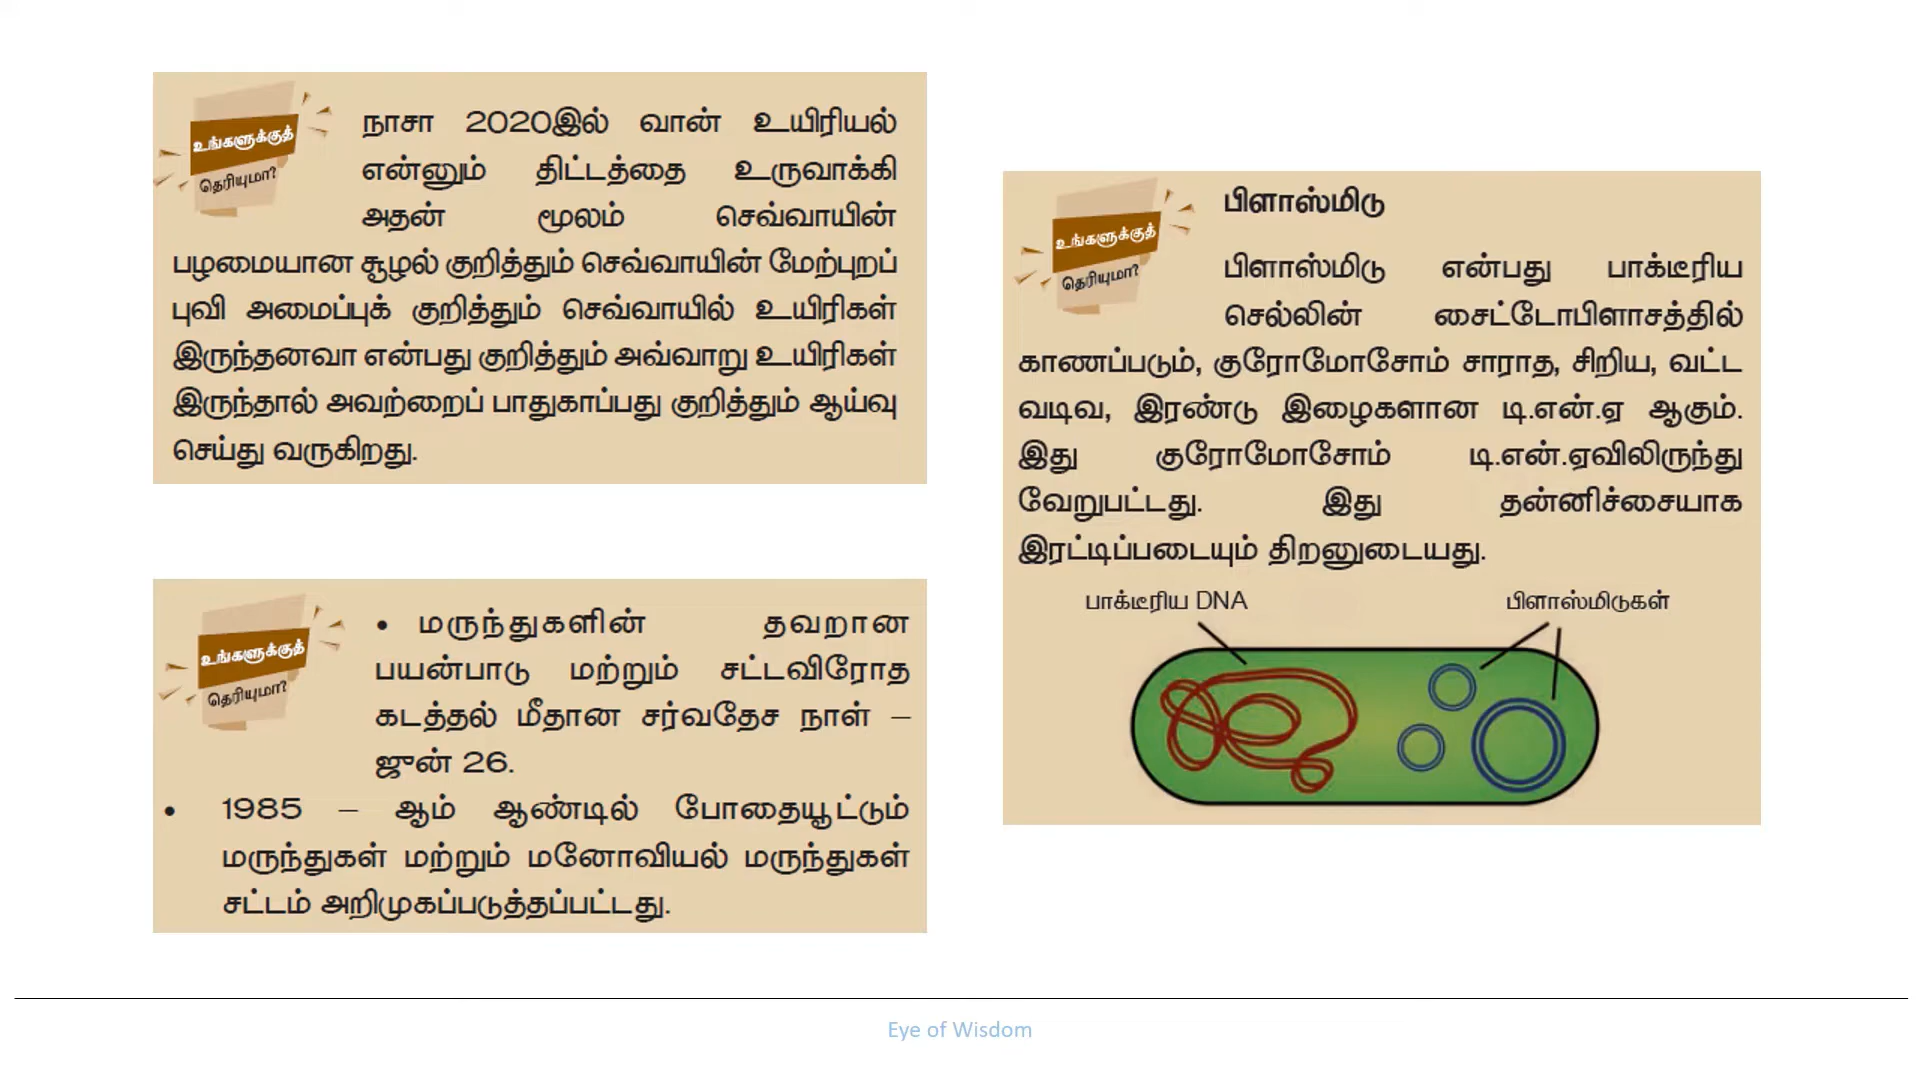 உங்களுக்குத்
தெரியுமா?
நாசா 2020இல் வான் உயிரியல்
என்னும் திட்டத்தை உருவாக்கி
அதன் மூலம் செவ்வாயின்
பழமையான சூழல் குறித்தும் செவ்வாயின் மேற்புறப்
புவி அமைப்புக் குறித்தும் செவ்வாயில் உயிரிகள்
இருந்தனவா என்பது குறித்தும் அவ்வாறு உயிரிகள்
இருந்தால் அவற்றைப் பாதுகாப்பது குறித்தும் ஆய்வு
செய்து வருகிறது.
உங்களுக்குத்
தெரியுமா?
• மருந்துகளின் தவறான
பயன்பாடு மற்றும் சட்டவிரோத
கடத்தல் மீதான சர்வதேச நாள் –
ஜுன் 26.
• 1985 – ஆம் ஆண்டில் போதையூட்டும்
மருந்துகள் மற்றும் மனோவியல் மருந்துகள்
சட்டம் அறிமுகப்படுத்தப்பட்டது.
உங்களுக்குத்
தெரியுமா?
பிளாஸ்மிடு
பிளாஸ்மிடு என்பது பாக்டீரிய
செல்லின் சைட்டோபிளாசத்தில்
காணப்படும், குரோமோசோம் சாராத, சிறிய, வட்ட
வடிவ, இரண்டு இழைகளான டி.என்.ஏ ஆகும்.
இது குரோமோசோம் டி.என்.ஏவிலிருந்து
வேறுபட்டது. இது தன்னிச்சையாக
இரட்டிப்படையும் திறனுடையது.
பாக்டீரிய DNA பிளாஸ்மிடுகள்
Eye of Wisdom